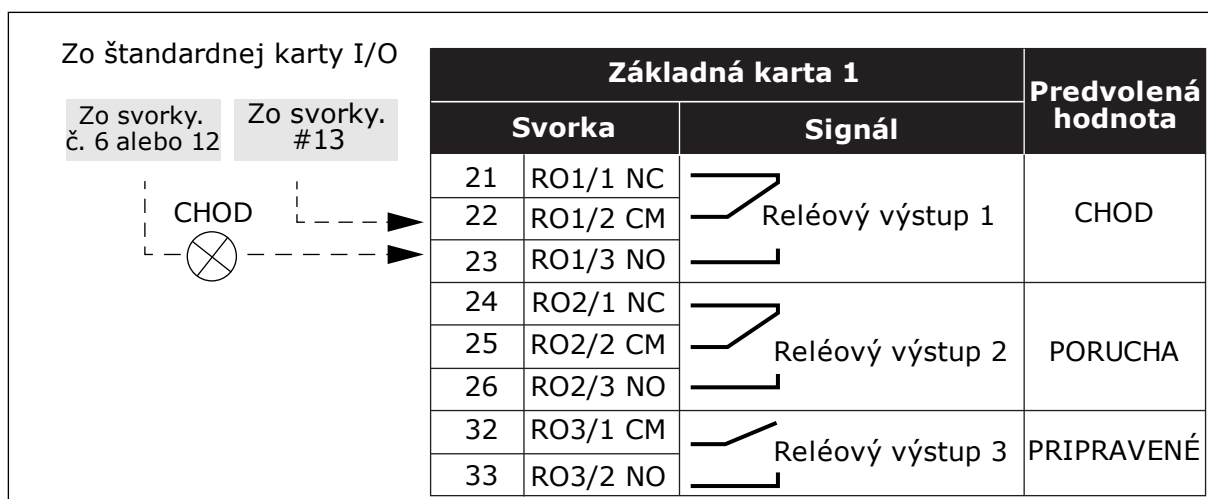 Zo štandardnej karty I/O
Zo svorky.
č. 6 alebo 12
Zo svorky.
#13
CHOD
Základná karta 1
Predvolená
hodnota
Svorka
Signál
21 RO1/1 NC
22 RO1/2 CM
23 RO1/3 NO
Reléový výstup 1
CHOD
24 RO2/1 NC
25 RO2/2 CM
26 RO2/3 NO
Reléový výstup 2
PORUCHA
32 RO3/1 CM
33 RO3/2 NO
Reléový výstup 3
PRIPRAVENÉ